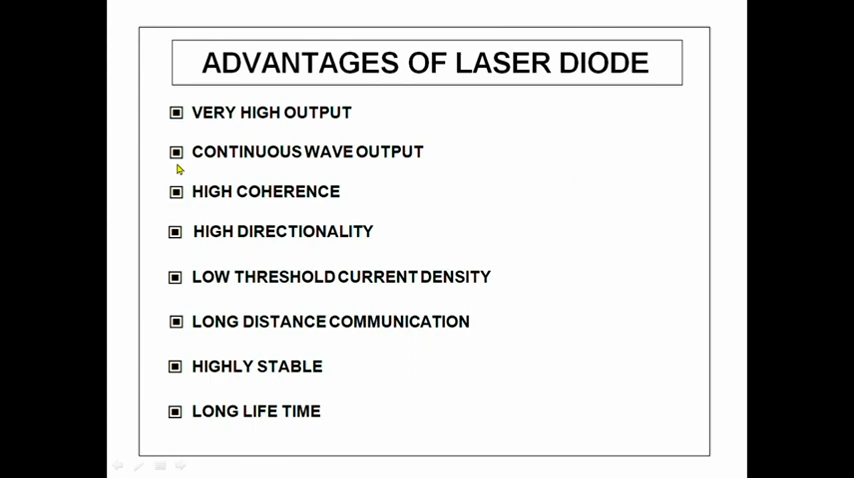 ADVANTAGES OF LASER DIODE
VERY HIGH OUTPUT
CONTINUOUS WAVE OUTPUT
HIGH COHERENCE
HIGH DIRECTIONALITY
LOW THRESHOLD CURRENT DENSITY
LONG DISTANCE COMMUNICATION
HIGHLY STABLE
LONG LIFE TIME